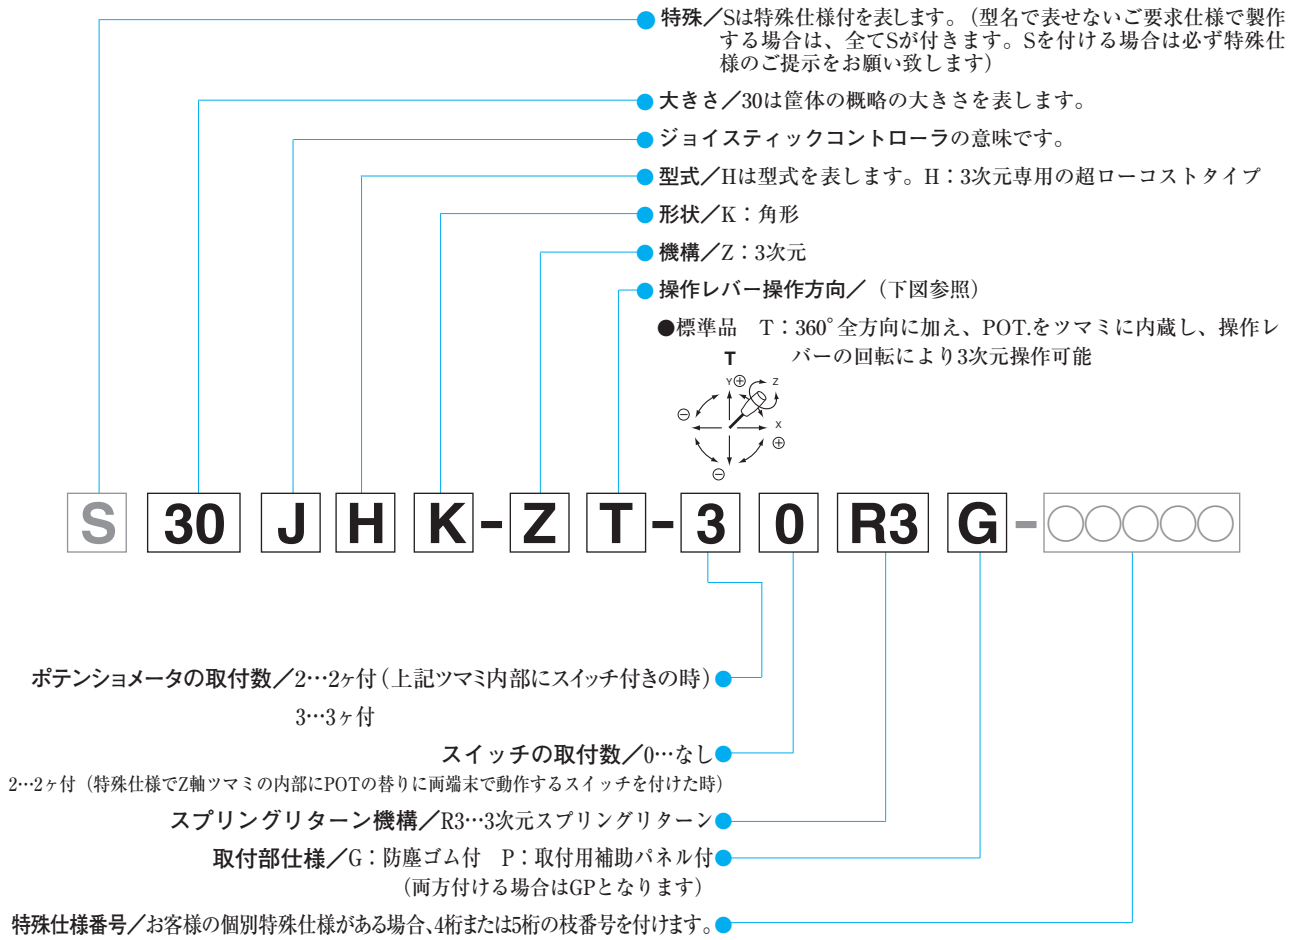 ●特殊／Sは特殊仕様付を表します。（型名で表せないご要求仕様で製作
する場合は、全てSが付きます。Sを付ける場合は必ず特殊仕
様のご提示をお願い致します）
●大きさ／30は筐体の概略の大きさを表します。
●ジョイスティックコントローラの意味です。
●型式／Hは型式を表します。H：3次元専用の超ローコストタイプ
●形状／K：角形
●機構／Z：3次元
●操作レバー操作方向／（下図参照）
●標準品　T：360°全方向に加え、POT.をツマミに内蔵し、操作レ
バーの回転により3次元操作可能
T
Y⊕ Z
⊖
X
⊕
⊖
S 30 J H K-Z T-3 0 R3 G-○○○○○
ポテンショメータの取付数／2…2ヶ付（上記ツマミ内部にスイッチ付きの時）●
3…3ヶ付
スイッチの取付数／0…なし●
2…2ヶ付（特殊仕様でZ軸ツマミの内部にPOTの替りに両端末で動作するスイッチを付けた時）
スプリングリターン機構／R3…3次元スプリングリターン●
取付部仕様／G：防塵ゴム付　P：取付用補助パネル付●
（両方付ける場合はGPとなります）
特殊仕様番号／お客様の個別特殊仕様がある場合、4桁または5桁の枝番号を付けます。●